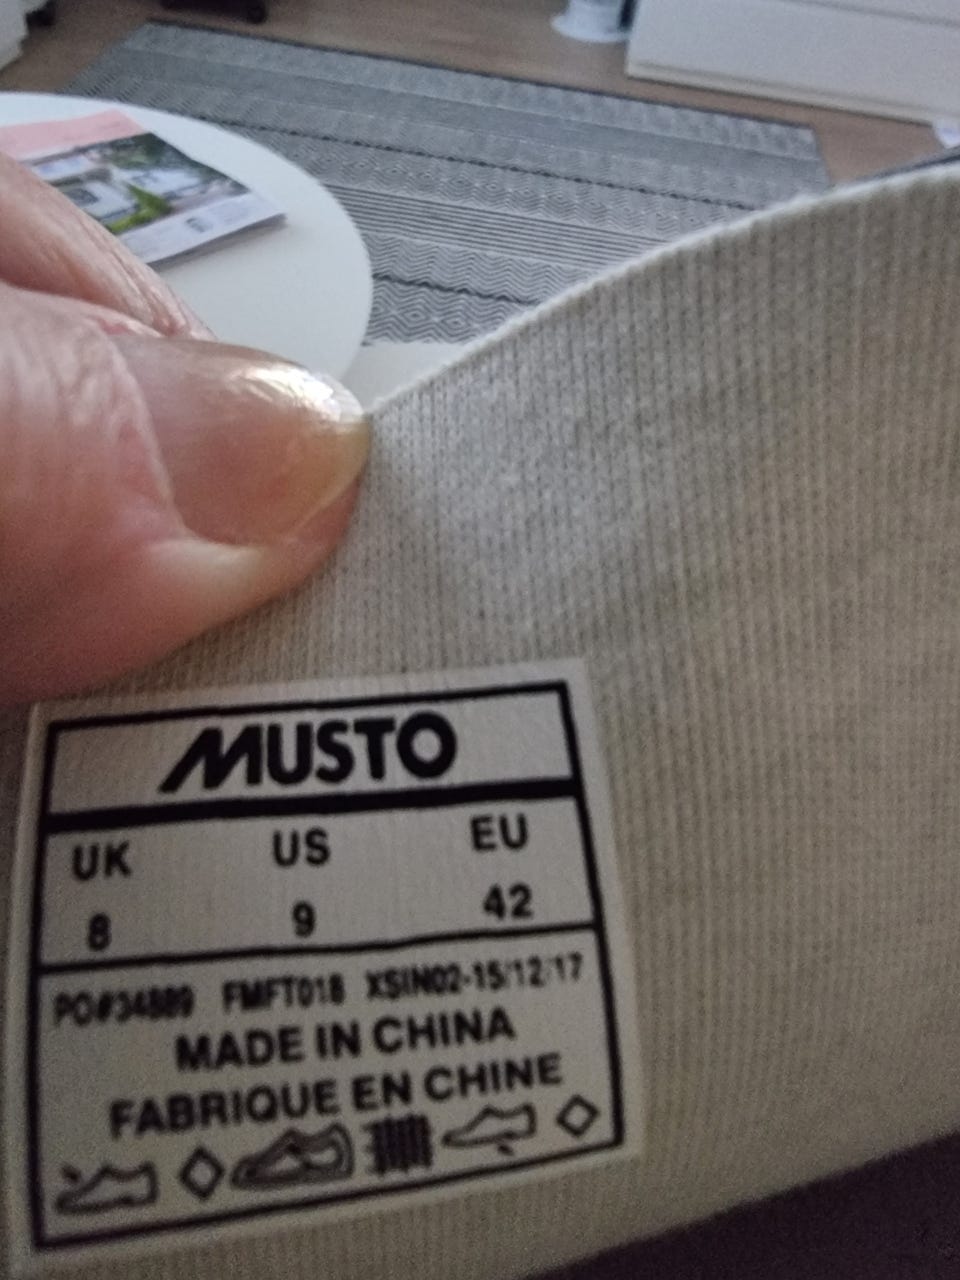 MUSTO
UK US EU
8 9 42
PO#34889 FMFT018 XSIN02-15/12/17
MADE IN CHINA
FABRIQUE EN CHINE